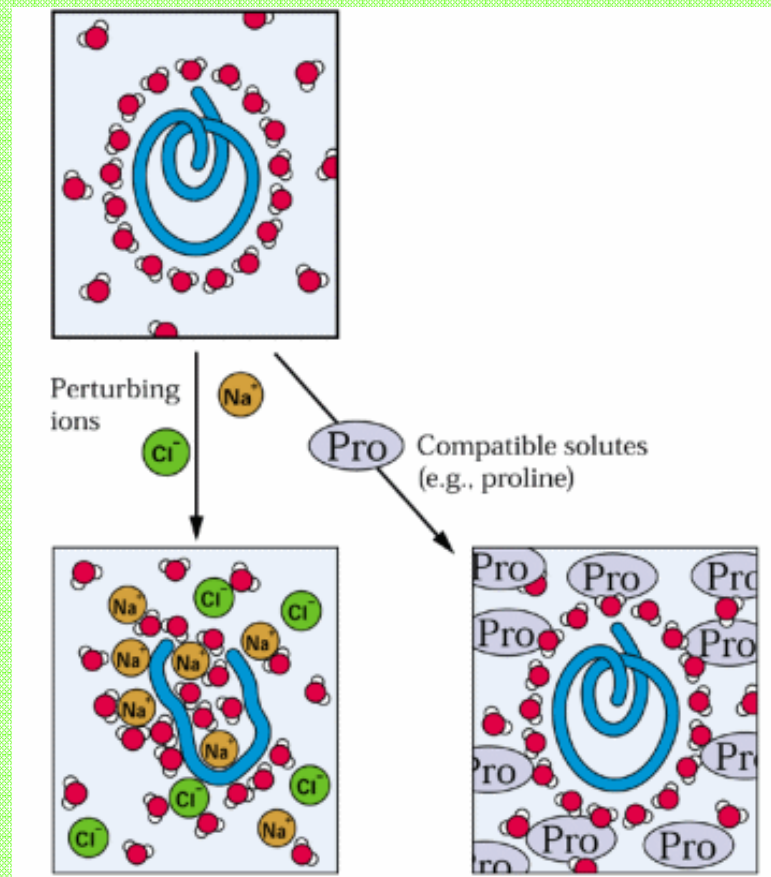 Perturbing
ions
Na⁺
Cl⁻
Pro
Compatible solutes
(e.g., proline)
Na⁺
Cl⁻
Cl⁻
Na⁺
Na⁺
Na⁺
Na⁺
Na⁺
Cl⁻
Cl⁻
Na⁺
Cl⁻
Pro
Pro
Pro
Pro
Pro
Pro
Pro
Pro
Pro
Pro